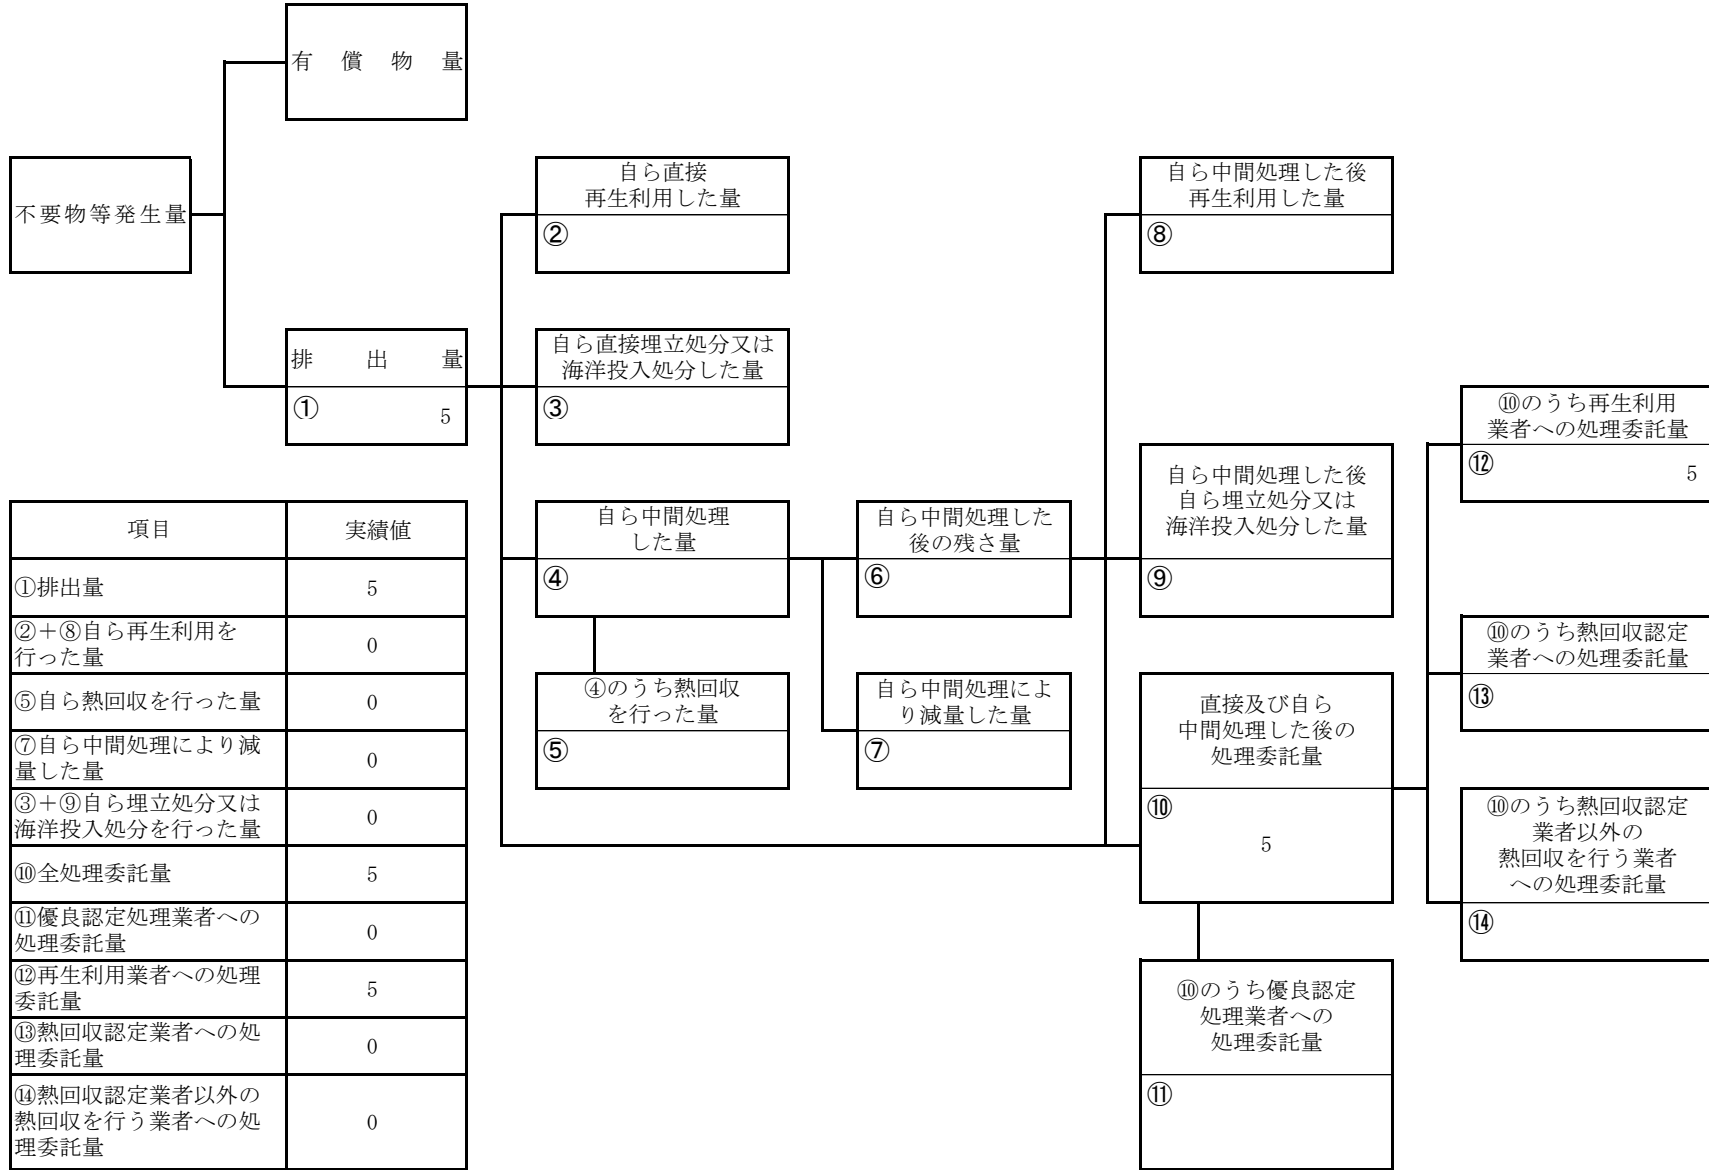 有償物量
不要物等発生量
排出量
①
5
自ら直接
再生利用した量
②
自ら直接埋立処分又は
海洋投入処分した量
③
自ら中間処理
した量
④
④のうち熱回収
を行った量
⑤
自ら中間処理した
後の残さ量
⑥
自ら中間処理によ
り減量した量
⑦
自ら中間処理した後
再生利用した量
⑧
自ら中間処理した後
自ら埋立処分又は
海洋投入処分した量
⑨
直接及び自ら
中間処理した後の
処理委託量
⑩
5
⑩のうち優良認定
処理業者への
処理委託量
⑪
⑩のうち再生利用
業者への処理委託量
⑫
5
⑩のうち熱回収認定
業者への処理委託量
⑬
⑩のうち熱回収認定
業者以外の
熱回収を行う業者
への処理委託量
⑭
項目 実績値
①排出量 5
②+⑧自ら再生利用を
行った量 0
⑤自ら熱回収を行った量 0
⑦自ら中間処理により減
量した量 0
③+⑨自ら埋立処分又は
海洋投入処分を行った量 0
⑩全処理委託量 5
⑪優良認定処理業者への
処理委託量 0
⑫再生利用業者への処理
委託量 5
⑬熱回収認定業者への処
理委託量 0
⑭熱回収認定業者以外の
熱回収を行う業者への処
理委託量 0